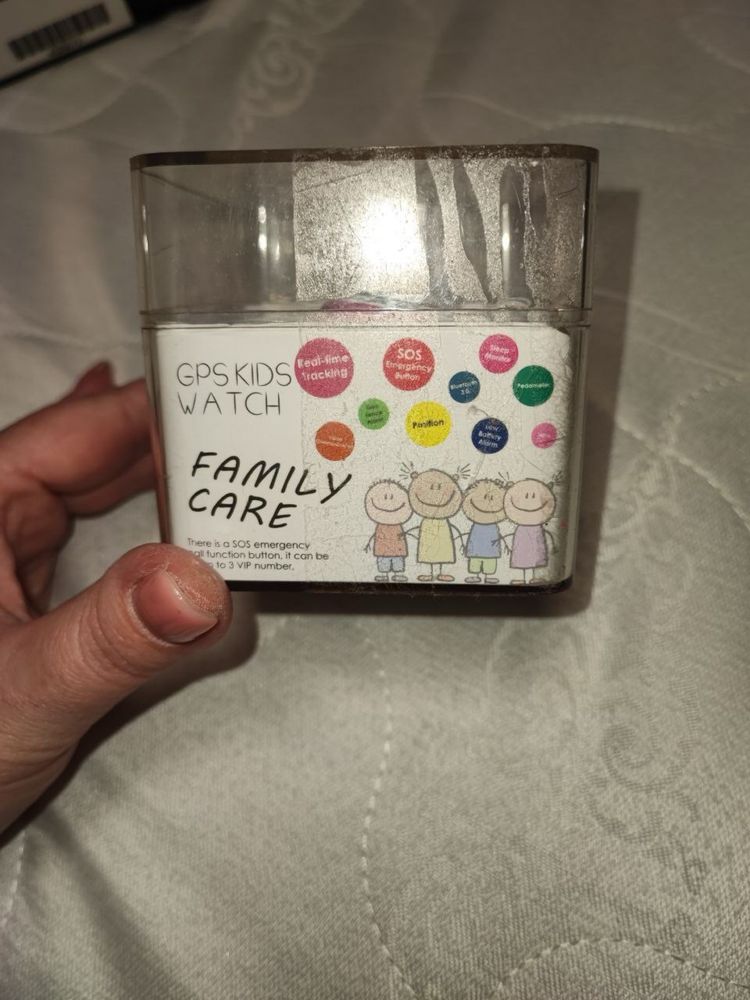 GPS KIDS
WATCH
Real-time
Tracking
SOS
Emergency
Button
Sleep
Monitor
Bluetooth
3.0
Pedometer
Position
Low
Battery
Alarm
FAMILY
CARE
There is a SOS emergency
call function button, it can be
to 3 VIP number.